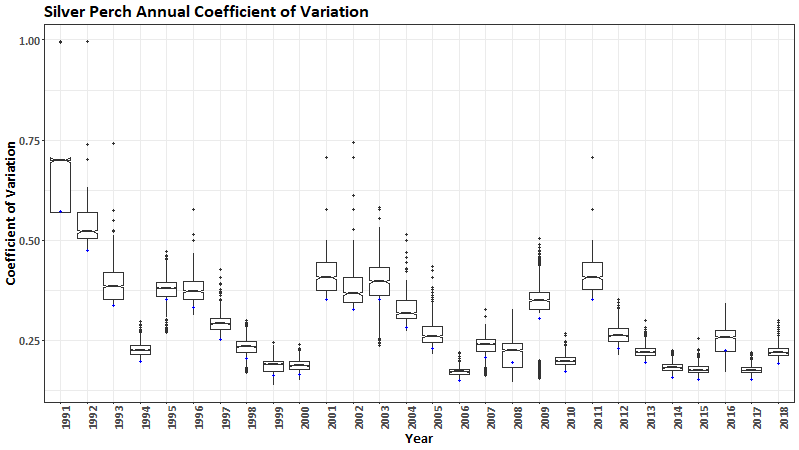 Silver Perch Annual Coefficient of Variation
Coefficient of Variation
1.00
0.75
0.50
0.25
1991 1992 1993 1994 1995 1996 1997 1998 1999 2000 2001 2002 2003 2004 2005 2006 2007 2008 2009 2010 2011 2012 2013 2014 2015 2016 2017 2018
Year